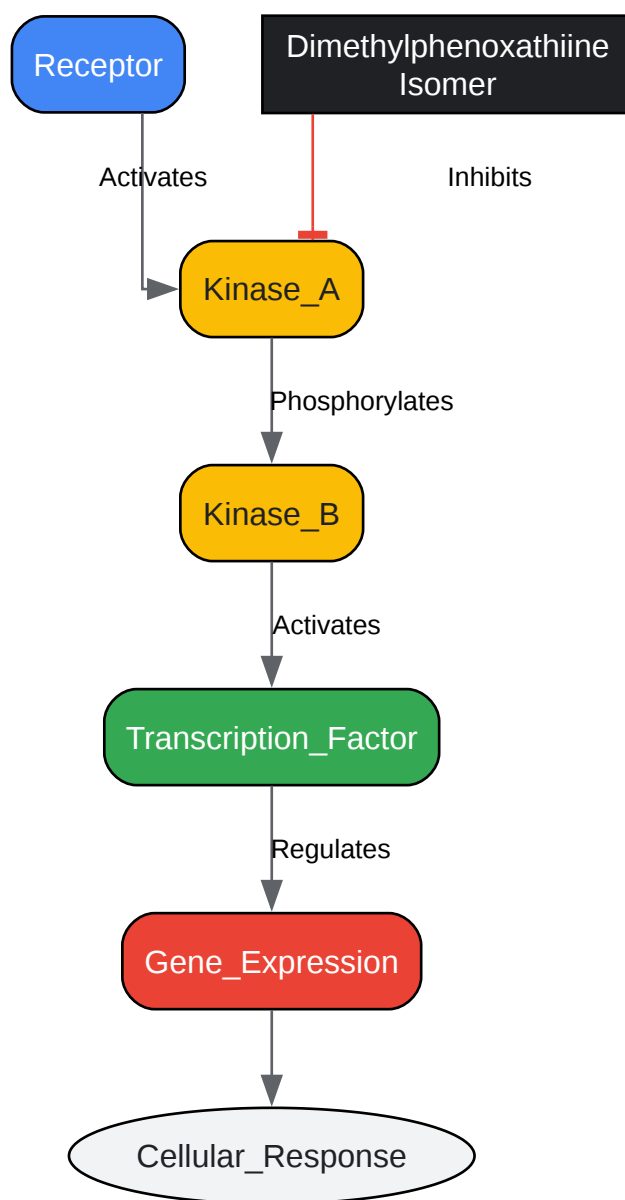 Receptor
Dimethylphenoxathiine
Isomer
Activates
Inhibits
Kinase_A
Phosphorylates
Kinase_B
Activates
Transcription_Factor
Regulates
Gene_Expression
Cellular_Response